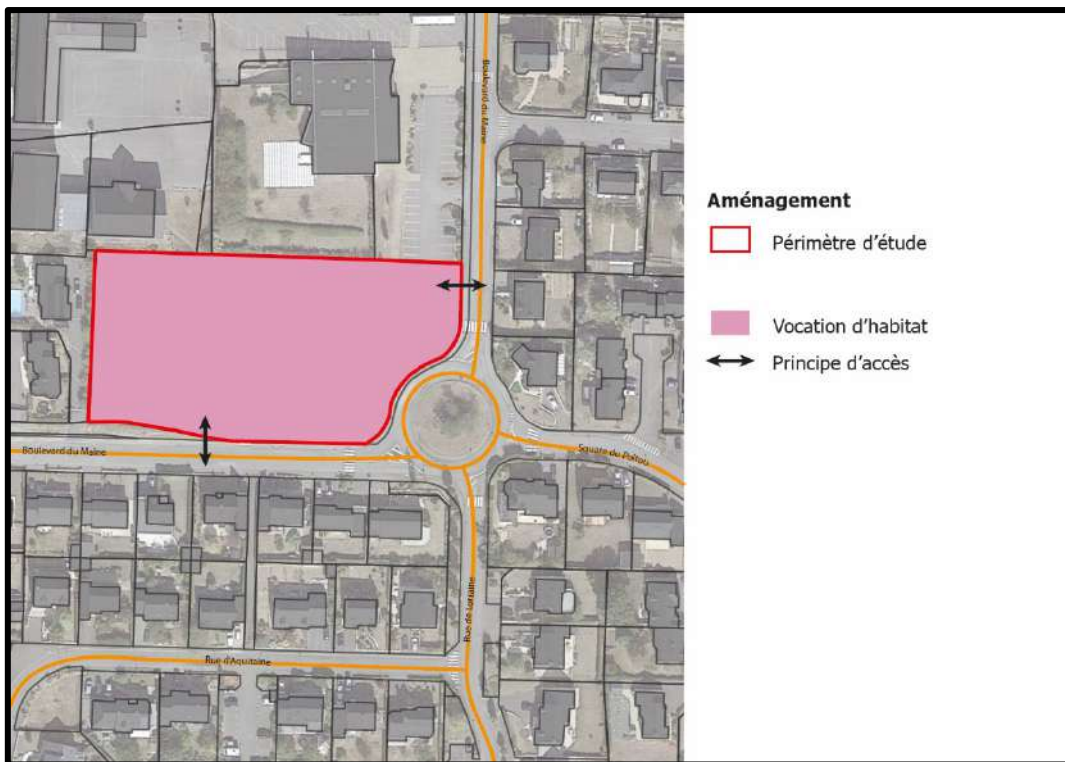 Boulevard du Maine
Aménagement
Périmètre d'étude
Vocation d'habitat
Principe d'accès
Boulevard du Maine
Square du Poitou
Rue de Lorraine
Rue d'Aquitaine